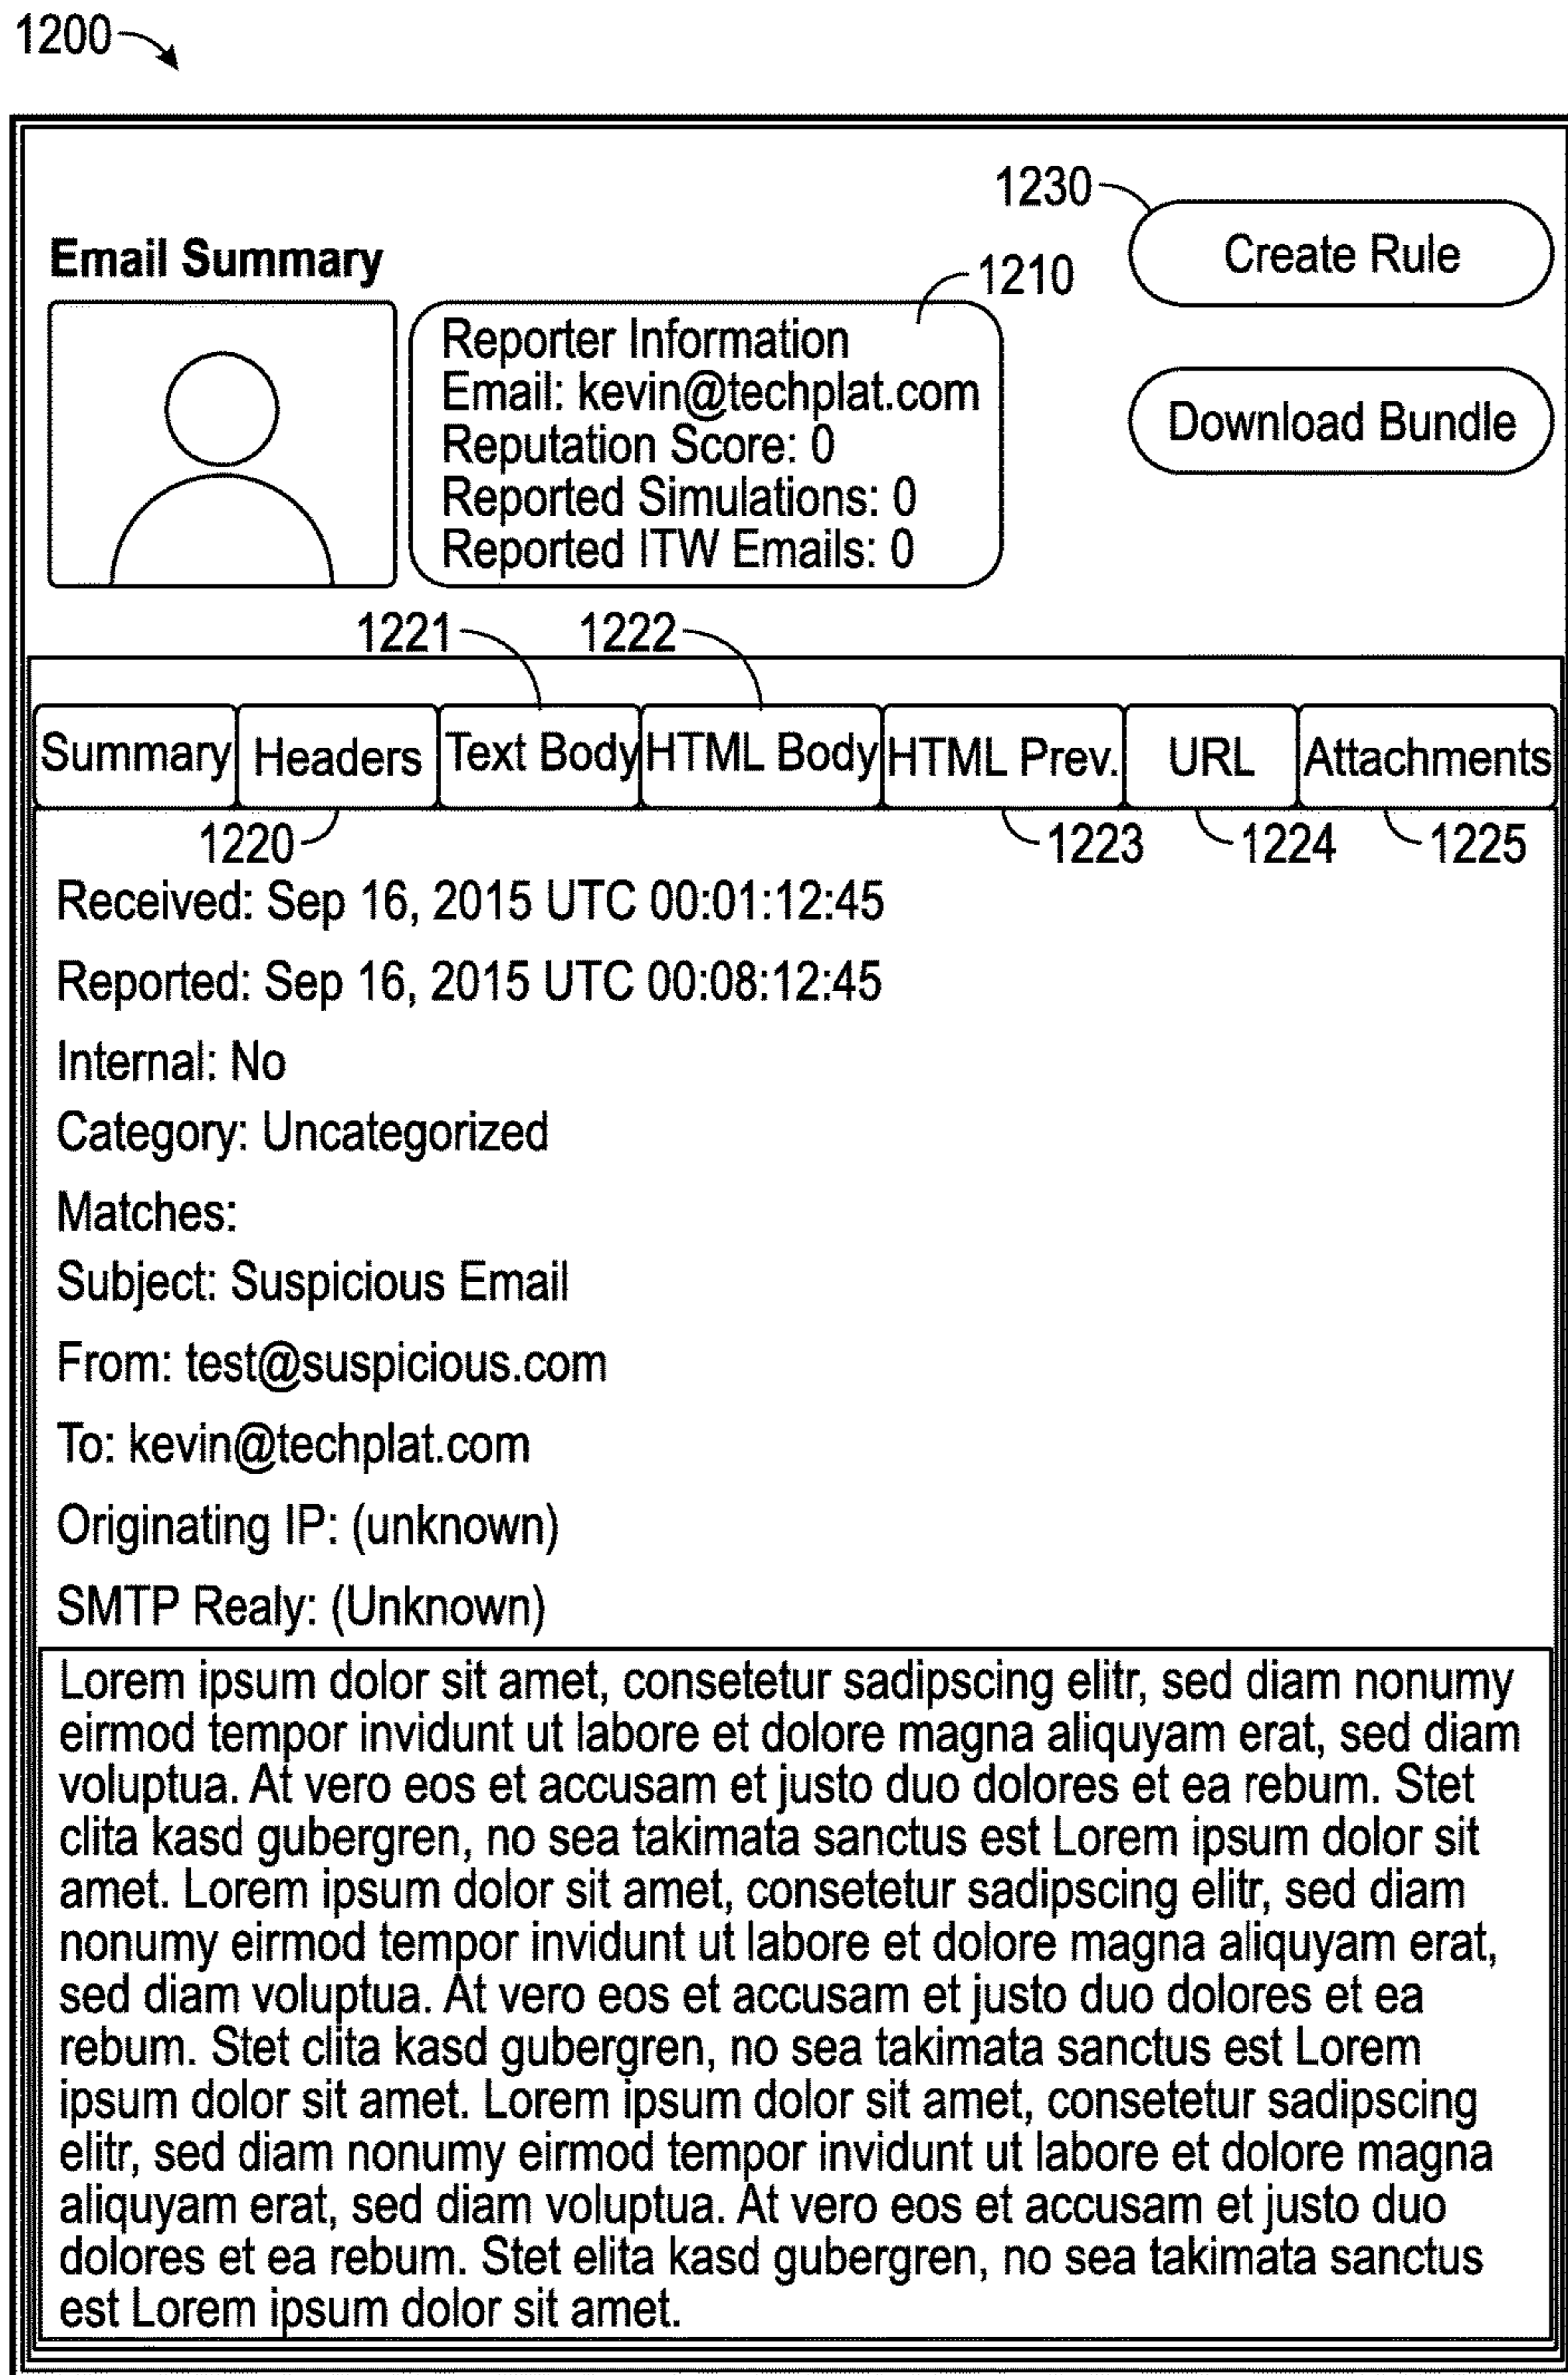 1200
1230
Create Rule
Email Summary
1210
Reporter Information
Email: kevin@techplat.com
Reputation Score: 0
Reported Simulations: 0
Reported ITW Emails: 0
Download Bundle
1221
1222
Summary
Headers
Text Body
HTML Body
HTML Prev.
URL
Attachments
1220
1223
1224
1225
Received: Sep 16, 2015 UTC 00:01:12:45
Reported: Sep 16, 2015 UTC 00:08:12:45
Internal: No
Category: Uncategorized
Matches:
Subject: Suspicious Email
From: test@suspicious.com
To: kevin@techplat.com
Originating IP: (unknown)
SMTP Realy: (Unknown)
Lorem ipsum dolor sit amet, consetetur sadipscing elitr, sed diam nonumy
eirmod tempor invidunt ut labore et dolore magna aliquyam erat, sed diam
voluptua. At vero eos et accusam et justo duo dolores et ea rebum. Stet
clita kasd gubergren, no sea takimata sanctus est Lorem ipsum dolor sit
amet. Lorem ipsum dolor sit amet, consetetur sadipscing elitr, sed diam
nonumy eirmod tempor invidunt ut labore et dolore magna aliquyam erat,
sed diam voluptua. At vero eos et accusam et justo duo dolores et ea
rebum. Stet clita kasd gubergren, no sea takimata sanctus est Lorem
ipsum dolor sit amet. Lorem ipsum dolor sit amet, consetetur sadipscing
elitr, sed diam nonumy eirmod tempor invidunt ut labore et dolore magna
aliquyam erat, sed diam voluptua. At vero eos et accusam et justo duo
dolores et ea rebum. Stet elita kasd gubergren, no sea takimata sanctus
est Lorem ipsum dolor sit amet.